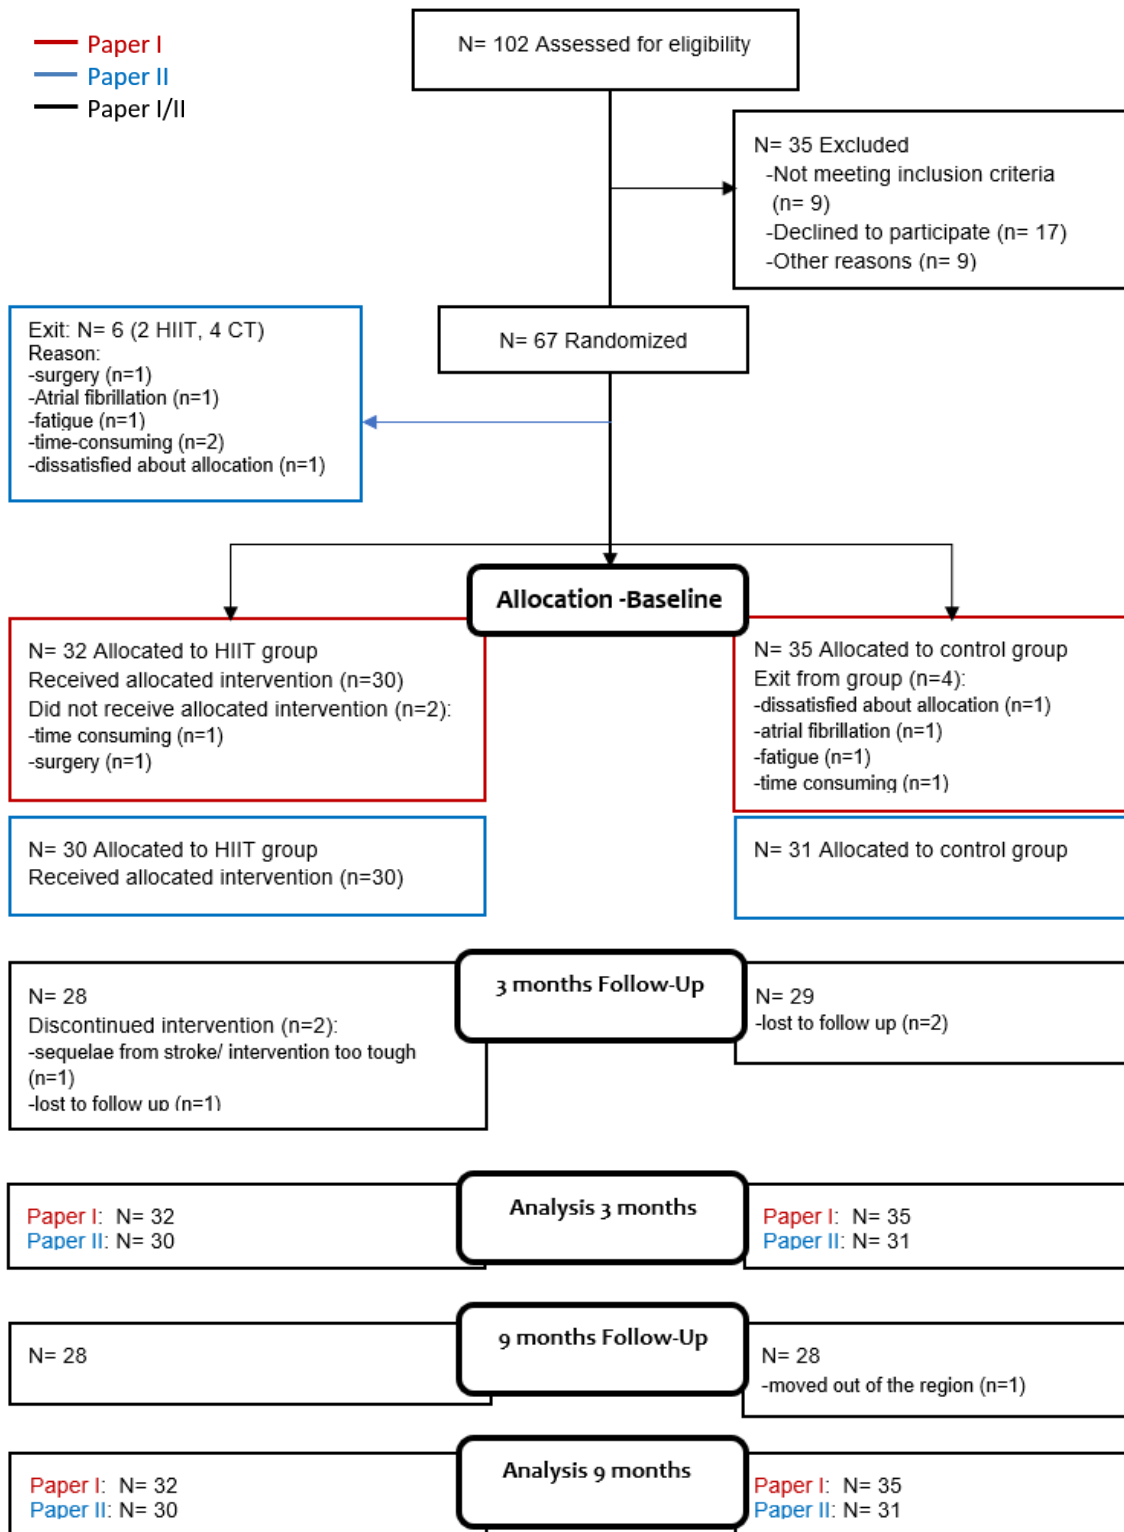 Paper I
Paper II
Paper I/II
N= 102 Assessed for eligibility
N= 35 Excluded
-Not meeting inclusion criteria
(n= 9)
-Declined to participate (n= 17)
-Other reasons (n= 9)
N= 67 Randomized
Exit: N= 6 (2 HIIT, 4 CT)
Reason:
-surgery (n=1)
-Atrial fibrillation (n=1)
-fatigue (n=1)
-time-consuming (n=2)
-dissatisfied about allocation (n=1)
Allocation -Baseline
N= 32 Allocated to HIIT group
Received allocated intervention (n=30)
Did not receive allocated intervention (n=2):
-time consuming (n=1)
-surgery (n=1)
N= 35 Allocated to control group
Exit from group (n=4):
-dissatisfied about allocation (n=1)
-atrial fibrillation (n=1)
-fatigue (n=1)
-time consuming (n=1)
N= 30 Allocated to HIIT group
Received allocated intervention (n=30)
N= 31 Allocated to control group
3 months Follow-Up
N= 28
Discontinued intervention (n=2):
-sequelae from stroke/ intervention too tough
(n=1)
-lost to follow up (n=1)
N= 29
-lost to follow up (n=2)
Analysis 3 months
Paper I: N= 32
Paper II: N= 30
Paper I: N= 35
Paper II: N= 31
9 months Follow-Up
N= 28
N= 28
-moved out of the region (n=1)
Analysis 9 months
Paper I: N= 32
Paper II: N= 30
Paper I: N= 35
Paper II: N= 31